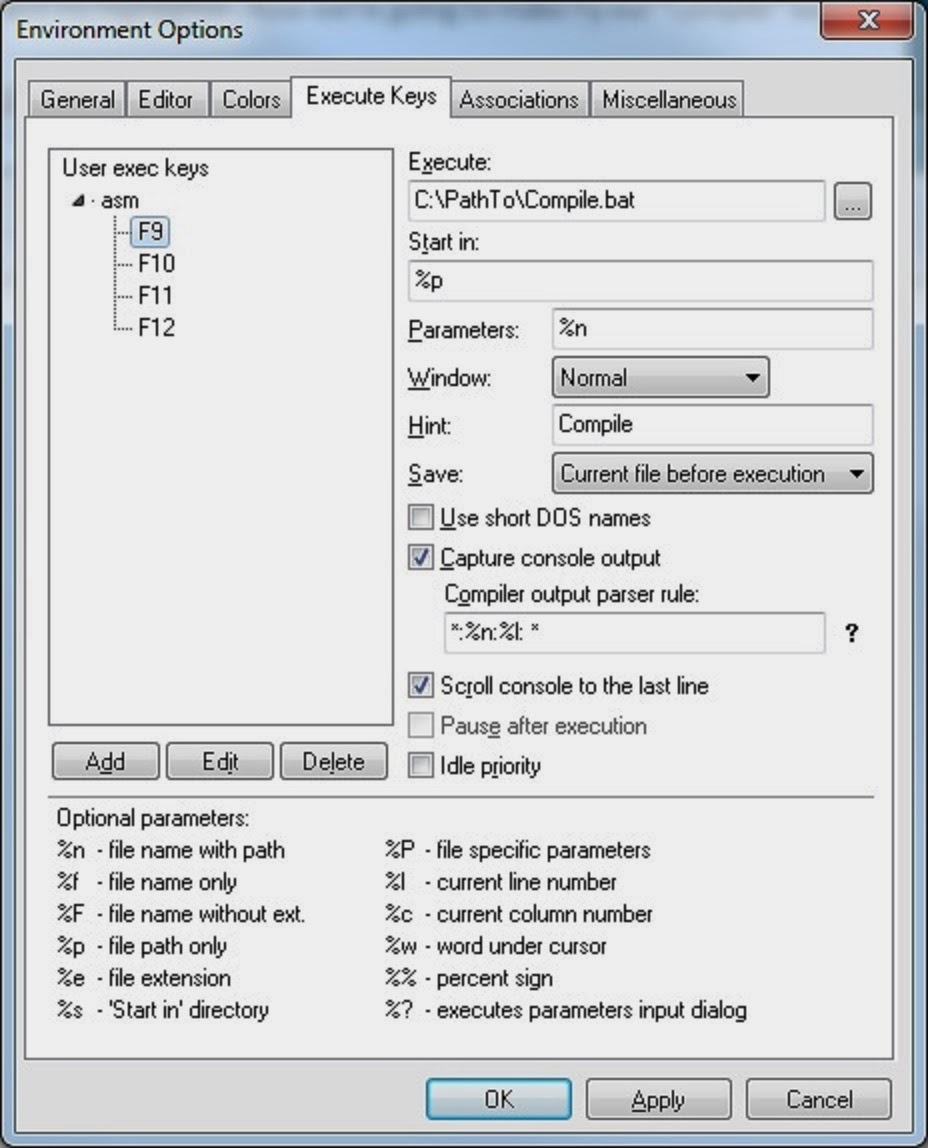 Environment Options
General Editor Colors Execute Keys Associations Miscellaneous
User exec keys
asm
F9
F10
F11
F12
Execute:
C:\PathTo\Compile.bat ...
Start in:
%p
Parameters: %n
Window: Normal
Hint: Compile
Save: Current file before execution
Use short DOS names
Capture console output
Compiler output parser rule:
*:%n:%l: * ?
Scroll console to the last line
Pause after execution
Idle priority
Add Edit Delete
Optional parameters:
%n - file name with path
%f - file name only
%F - file name without ext.
%p - file path only
%e - file extension
%s - 'Start in' directory
%P - file specific parameters
%l - current line number
%c - current column number
%w - word under cursor
%% - percent sign
%? - executes parameters input dialog
OK Apply Cancel